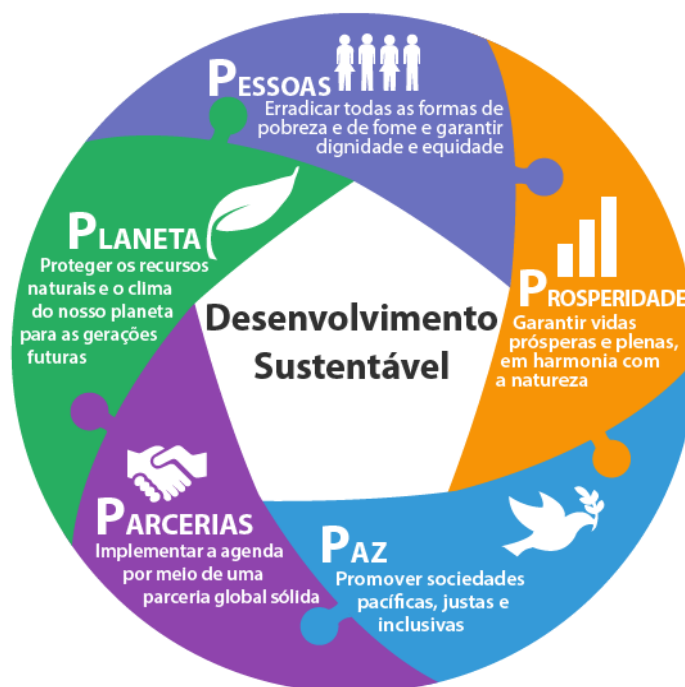 PESSOAS
Erradicar todas as formas de
pobreza e de fome e garantir
dignidade e equidade
PROSPERIDADE
Garantir vidas
prósperas e plenas,
em harmonia com
a natureza
PAZ
Promover sociedades
pacíficas, justas e
inclusivas
PARCERIAS
Implementar a agenda
por meio de uma
parceria global sólida
PLANETA
Proteger os recursos
naturais e o clima
do nosso planeta
para as gerações
futuras
Desenvolvimento
Sustentável